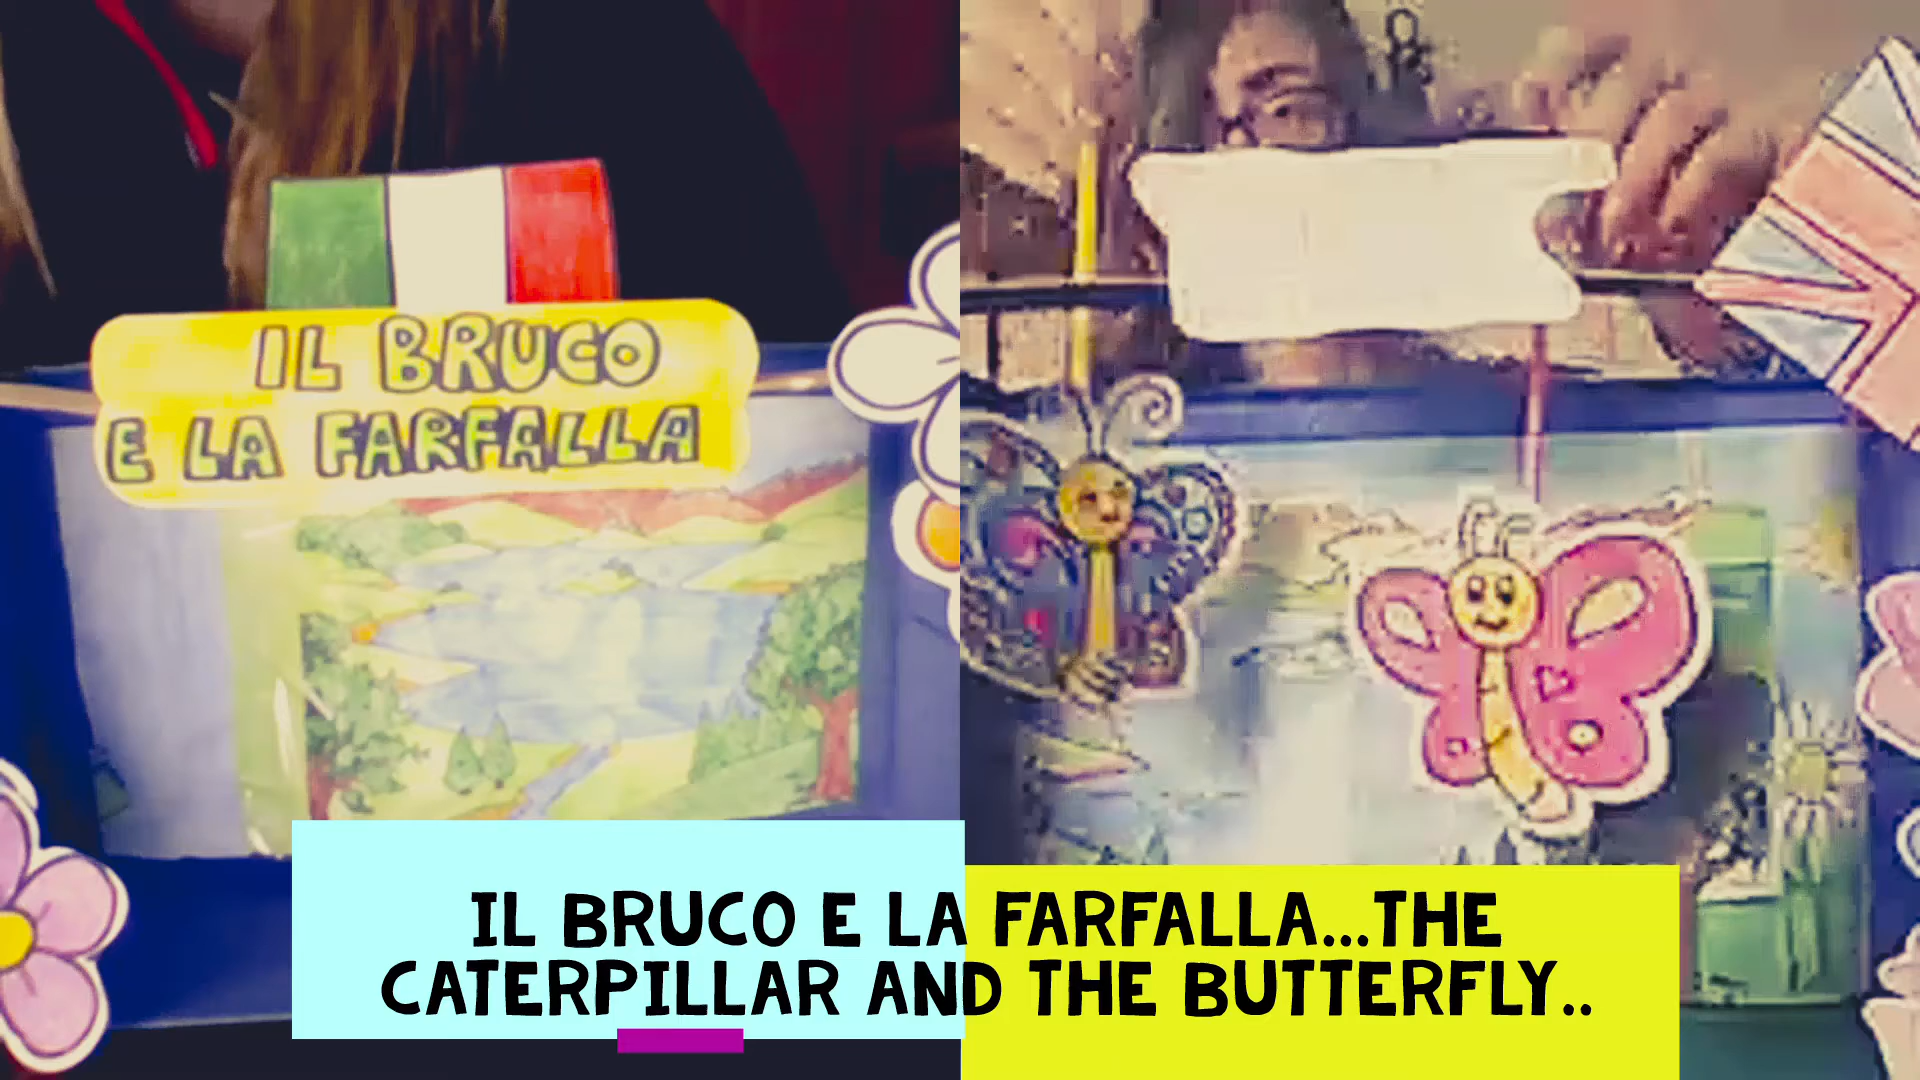 IL BRUCO
E LA FARFALLA
IL BRUCO E LA FARFALLA...THE
CATERPILLAR AND THE BUTTERFLY..